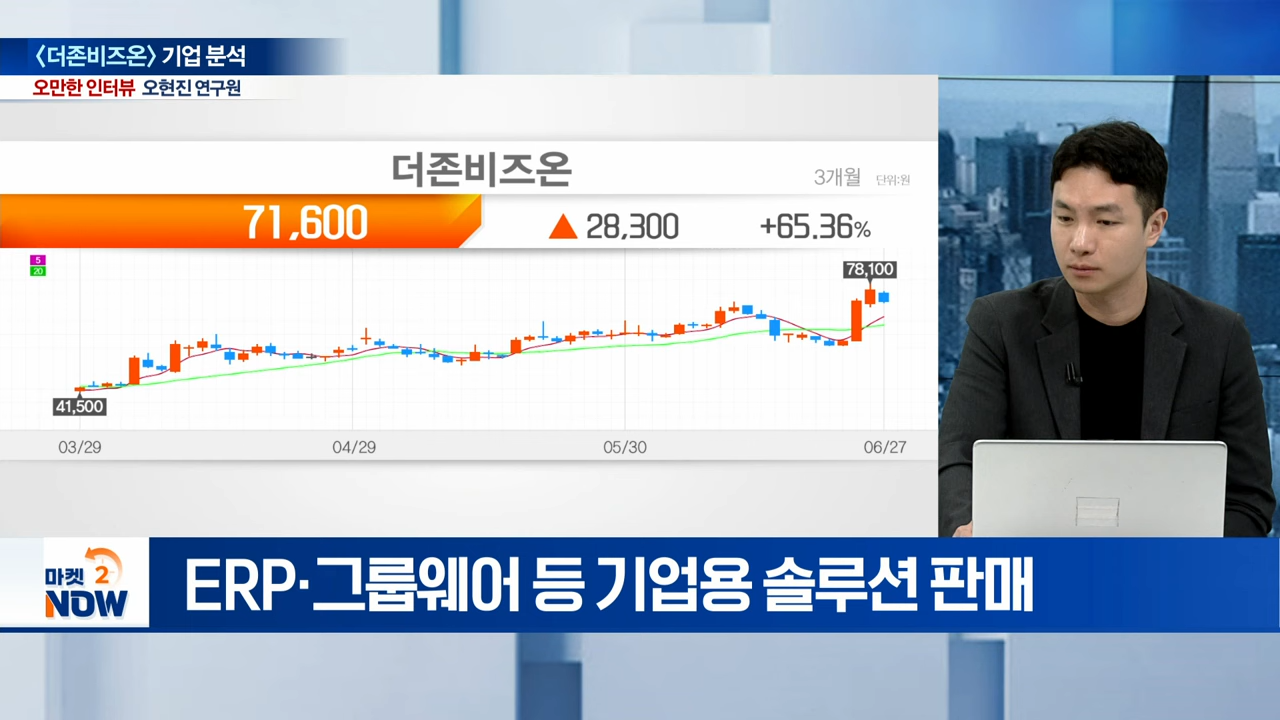 <더존비즈온> 기업 분석
오만한 인터뷰 오현진 연구원
더존비즈온
3개월 단위:원
71,600 ▲ 28,300 +65.36%
5
20
78,100
41,500
03/29 04/29 05/30 06/27
마켓 2
NOW
ERP·그룹웨어 등 기업용 솔루션 판매